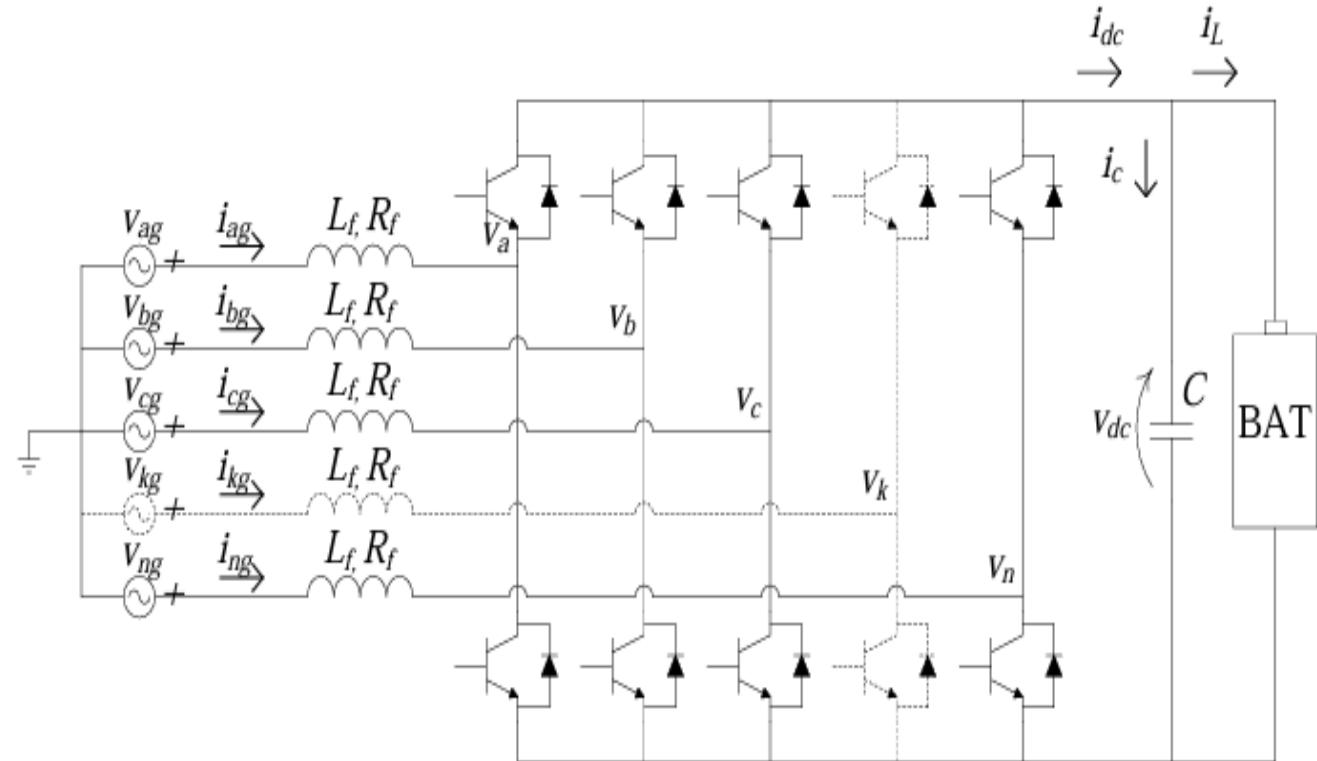 i_dc i_L
i_c
v_ag i_ag L_f, R_f v_a
v_bg i_bg L_f, R_f v_b
v_cg i_cg L_f, R_f v_c
v_kg i_kg L_f, R_f v_k
v_ng i_ng L_f, R_f v_n
v_dc C BAT